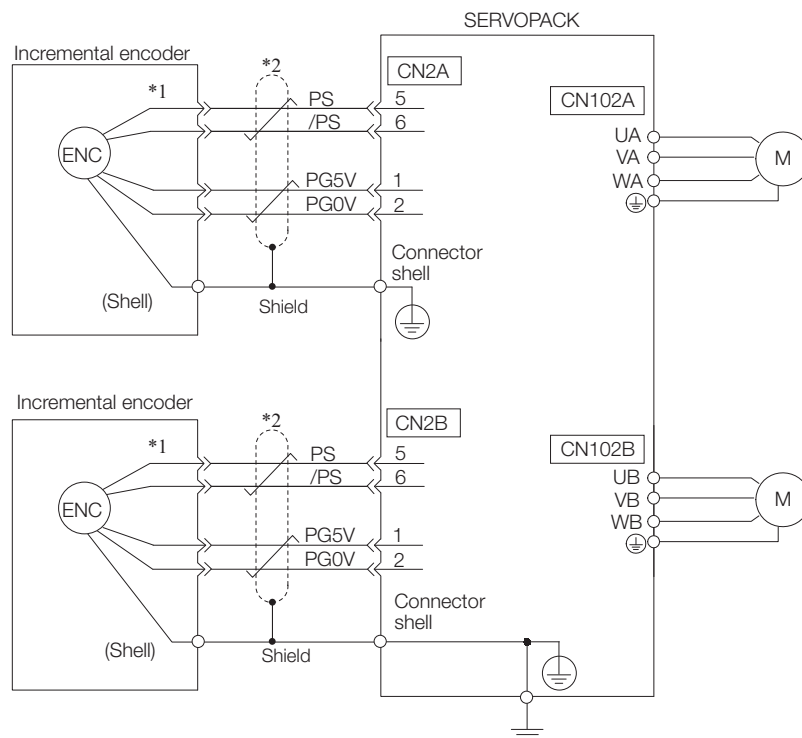 SERVOPACK
Incremental encoder
*1
*2
CN2A
ENC
PS 5
/PS 6
PG5V 1
PG0V 2
Connector
shell
(Shell)
Shield
CN102A
UA
VA
WA
M
Incremental encoder
*1
*2
CN2B
ENC
PS 5
/PS 6
PG5V 1
PG0V 2
Connector
shell
(Shell)
Shield
CN102B
UB
VB
WB
M